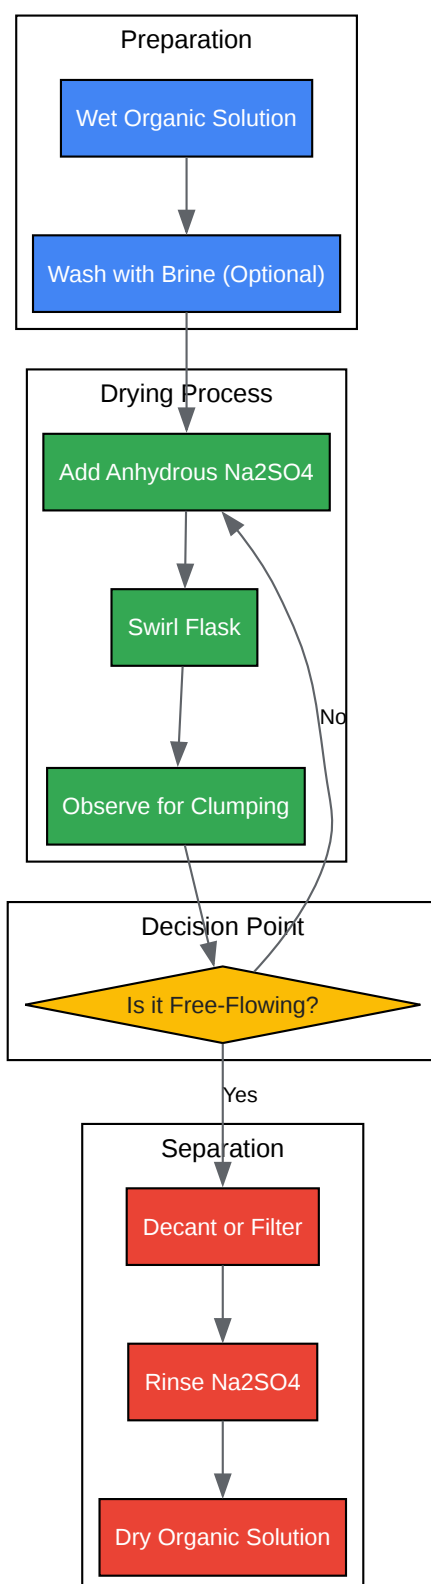 Preparation
Wet Organic Solution
Wash with Brine (Optional)
Drying Process
Add Anhydrous Na2SO4
Swirl Flask
No
Observe for Clumping
Decision Point
Is it Free-Flowing?
Yes
Separation
Decant or Filter
Rinse Na2SO4
Dry Organic Solution